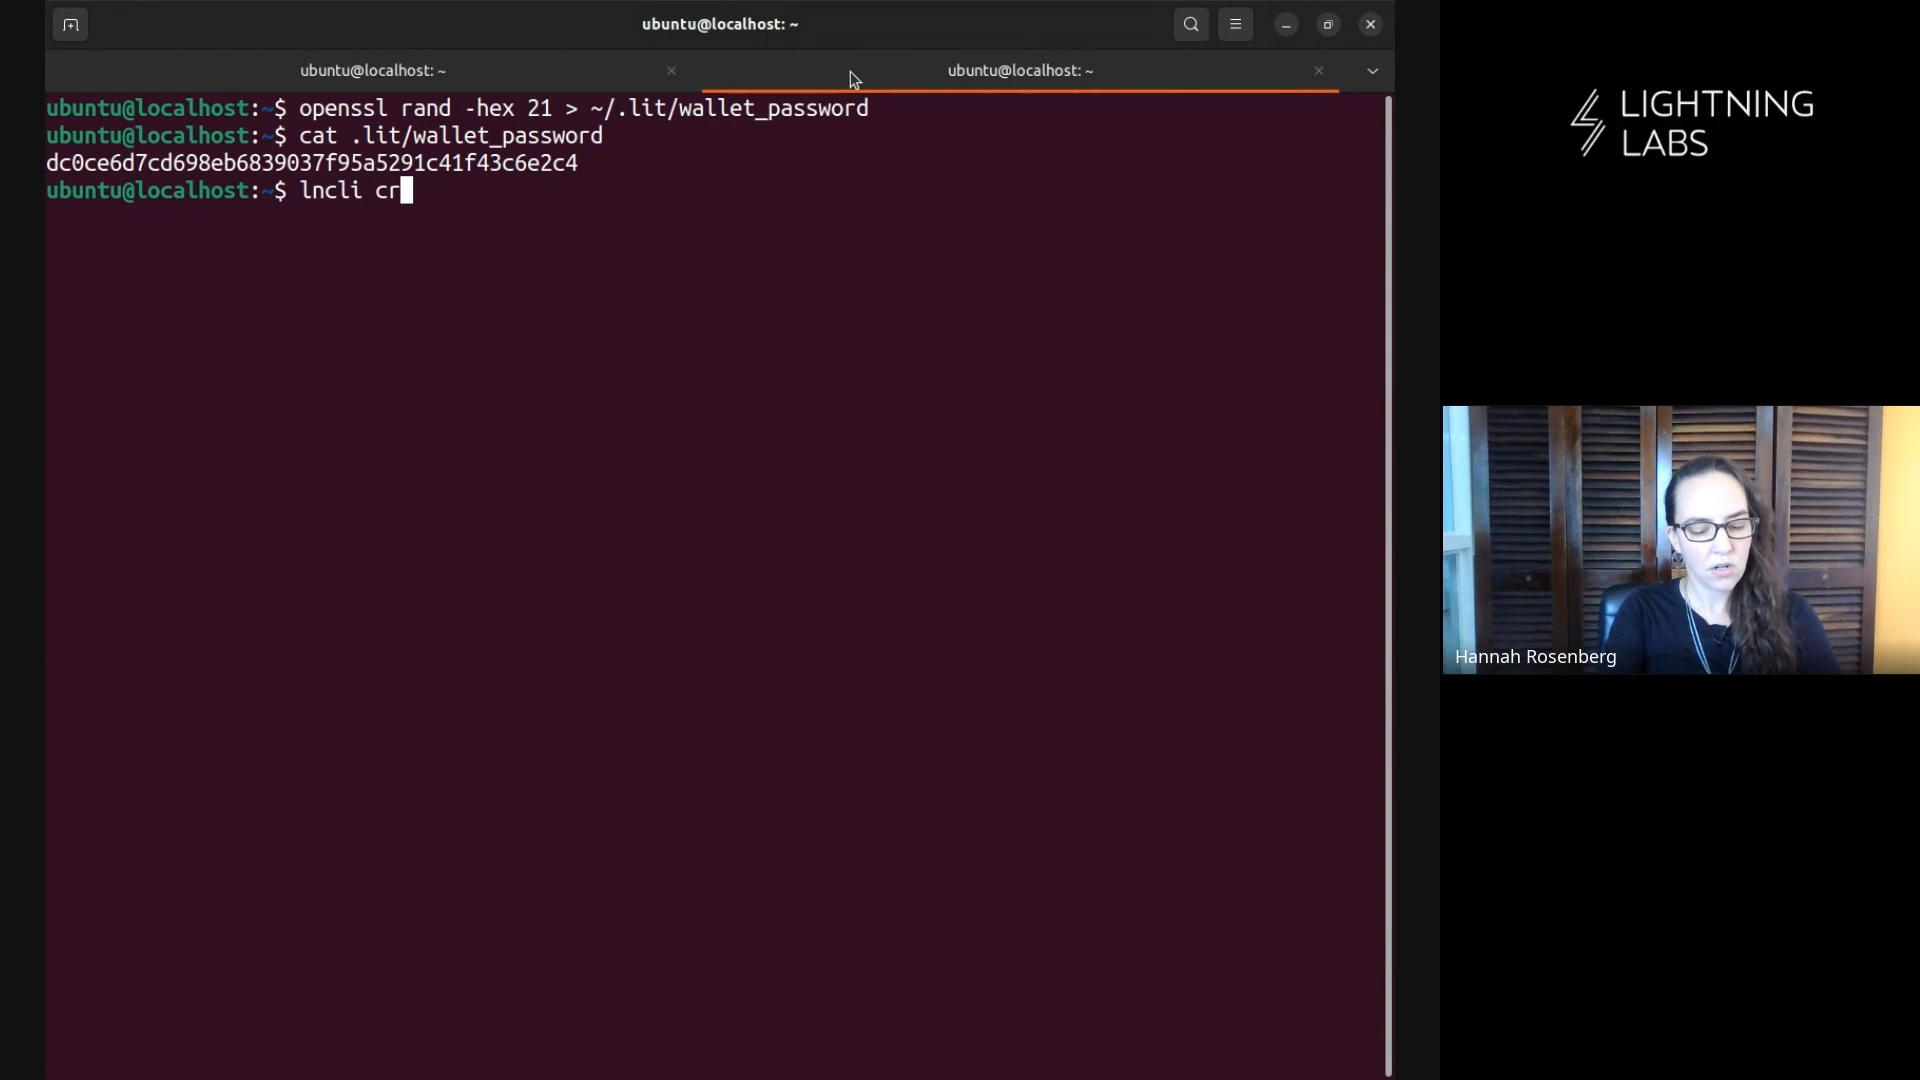 ubuntu@localhost: ~
ubuntu@localhost: ~
ubuntu@localhost: ~
ubuntu@localhost:~$ openssl rand -hex 21 > ~/.lit/wallet_password
ubuntu@localhost:~$ cat .lit/wallet_password
dc0ce6d7cd698eb6839037f95a5291c41f43c6e2c4
ubuntu@localhost:~$ lncli cr
LIGHTNING
LABS
Hannah Rosenberg